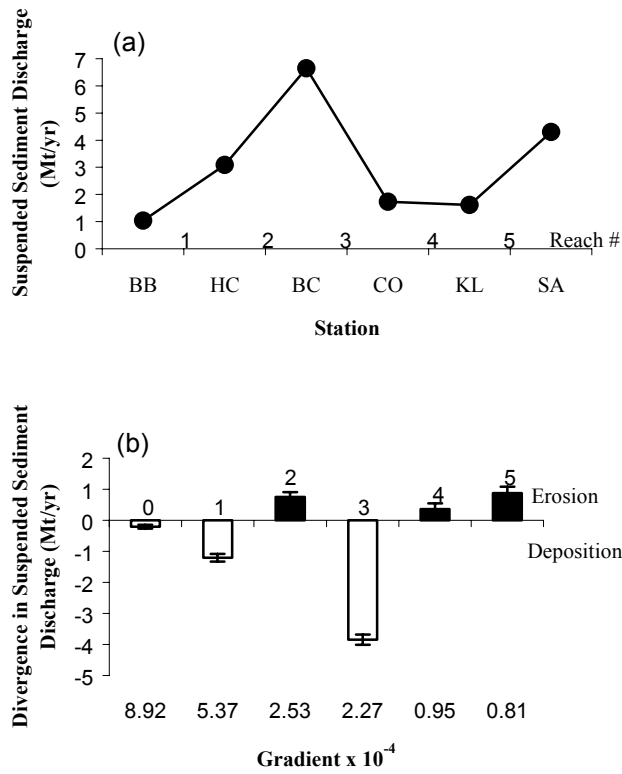 (a)
Suspended Sediment Discharge
(Mt/yr)
7
6
5
4
3
2
1
0
1 2 3 4 5 Reach #
BB HC BC CO KL SA
Station
(b)
Divergence in Suspended Sediment
Discharge (Mt/yr)
2
1
0
-1
-2
-3
-4
-5
0 1 2 3 4 5
Erosion
Deposition
8.92 5.37 2.53 2.27 0.95 0.81
Gradient x 10⁻⁴